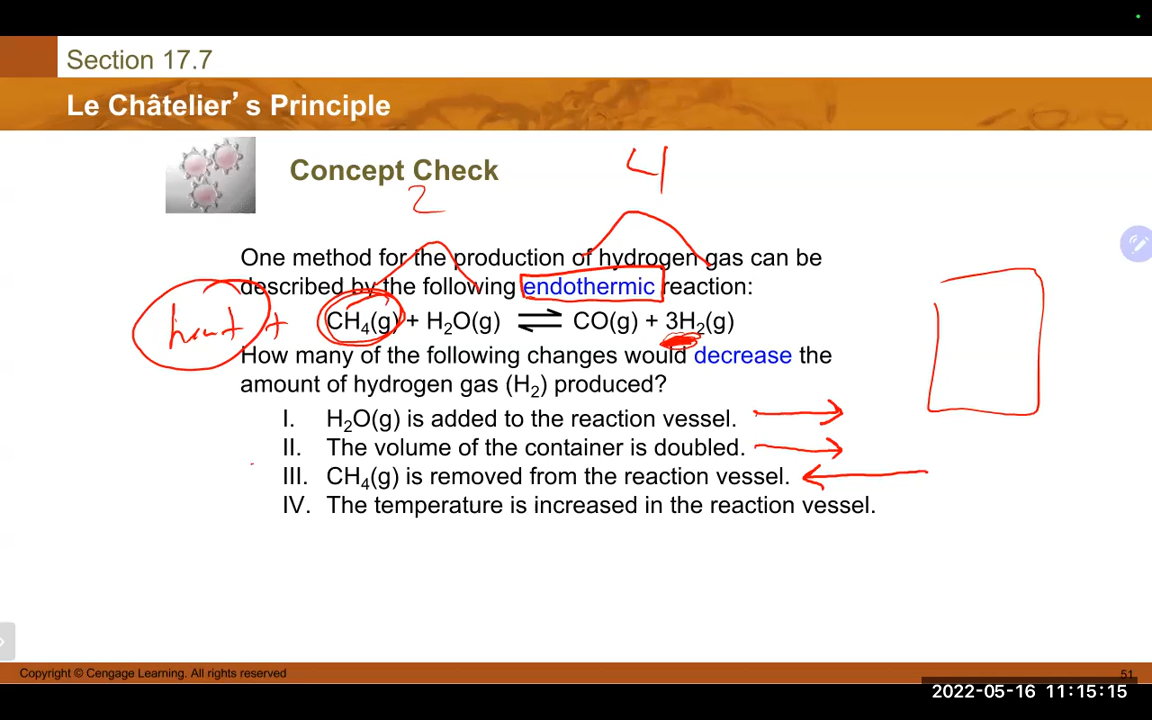 Section 17.7
Le Châtelier's Principle
Concept Check
2
4
One method for the production of hydrogen gas can be
described by the following endothermic reaction:
heat + CH₄(g) + H₂O(g) ⇌ CO(g) + 3H₂(g)
How many of the following changes would decrease the
amount of hydrogen gas (H₂) produced?
I. H₂O(g) is added to the reaction vessel. →
II. The volume of the container is doubled. →
III. CH₄(g) is removed from the reaction vessel. ←
IV. The temperature is increased in the reaction vessel.
Copyright © Cengage Learning. All rights reserved
51
2022-05-16 11:15:15